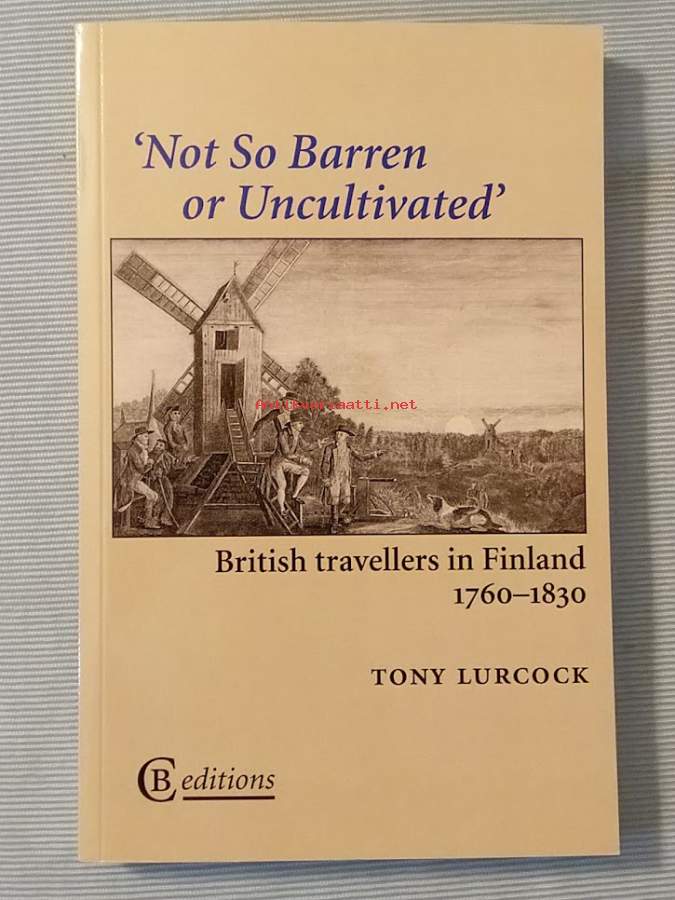 ‘Not So Barren
or Uncultivated’
Antikvariaatti.net
British travellers in Finland
1760–1830
TONY LURCOCK
CB editions